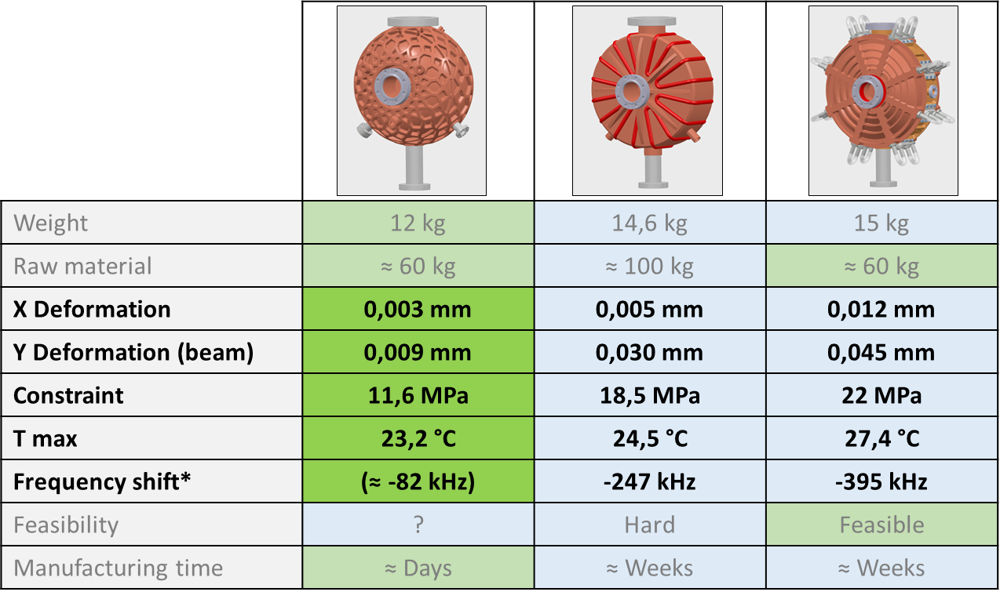 Weight 12 kg 14,6 kg 15 kg
Raw material ≈ 60 kg ≈ 100 kg ≈ 60 kg
X Deformation 0,003 mm 0,005 mm 0,012 mm
Y Deformation (beam) 0,009 mm 0,030 mm 0,045 mm
Constraint 11,6 MPa 18,5 MPa 22 MPa
T max 23,2 °C 24,5 °C 27,4 °C
Frequency shift* (≈ -82 kHz) -247 kHz -395 kHz
Feasibility ? Hard Feasible
Manufacturing time ≈ Days ≈ Weeks ≈ Weeks